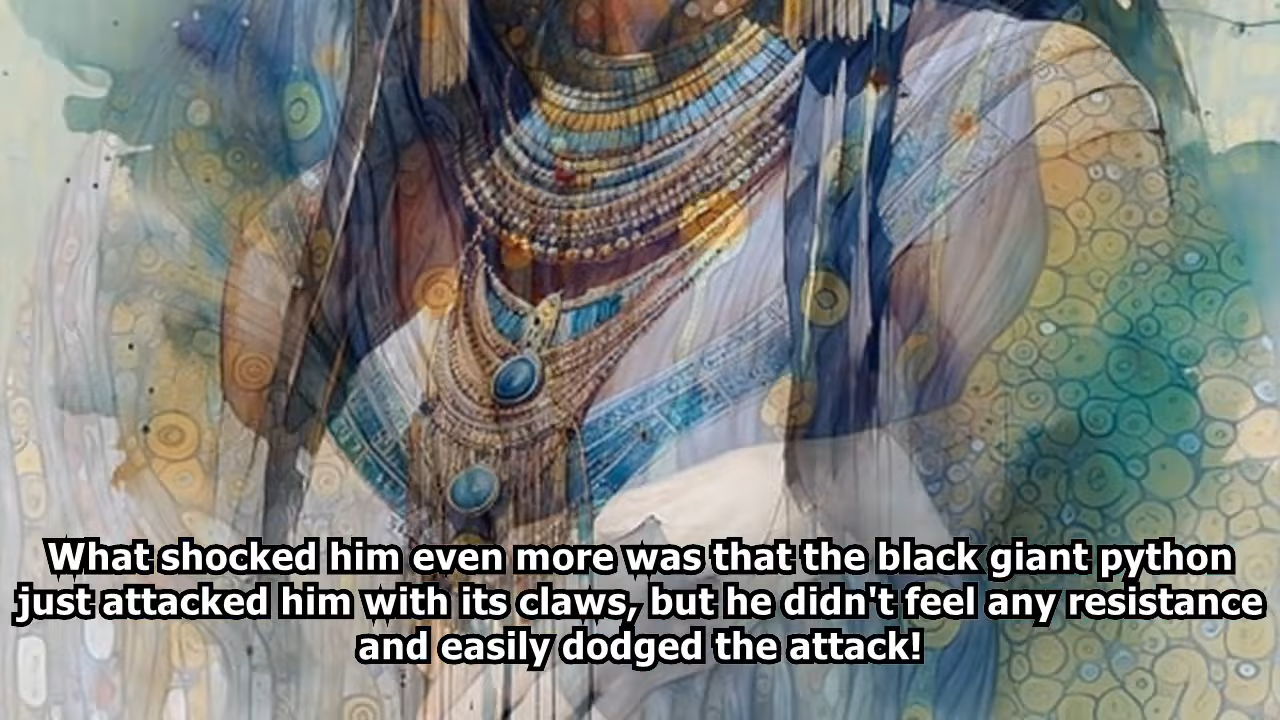 What shocked him even more was that the black giant python
just attacked him with its claws, but he didn't feel any resistance
and easily dodged the attack!